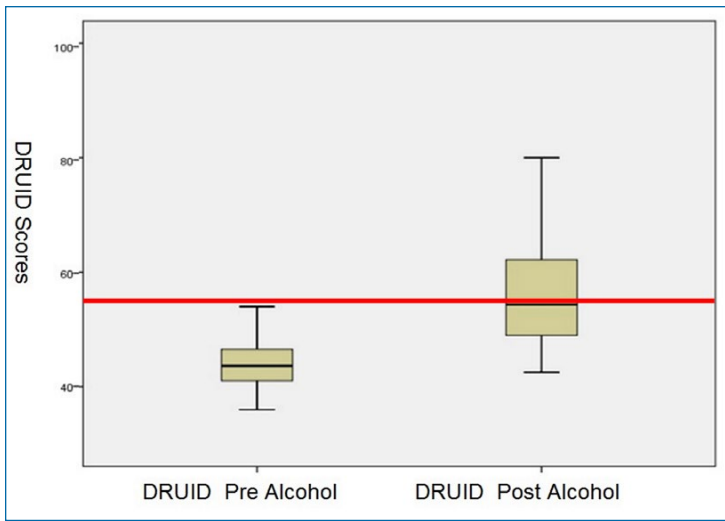 100
80
60
40
DRUID Scores
DRUID Pre Alcohol
DRUID Post Alcohol